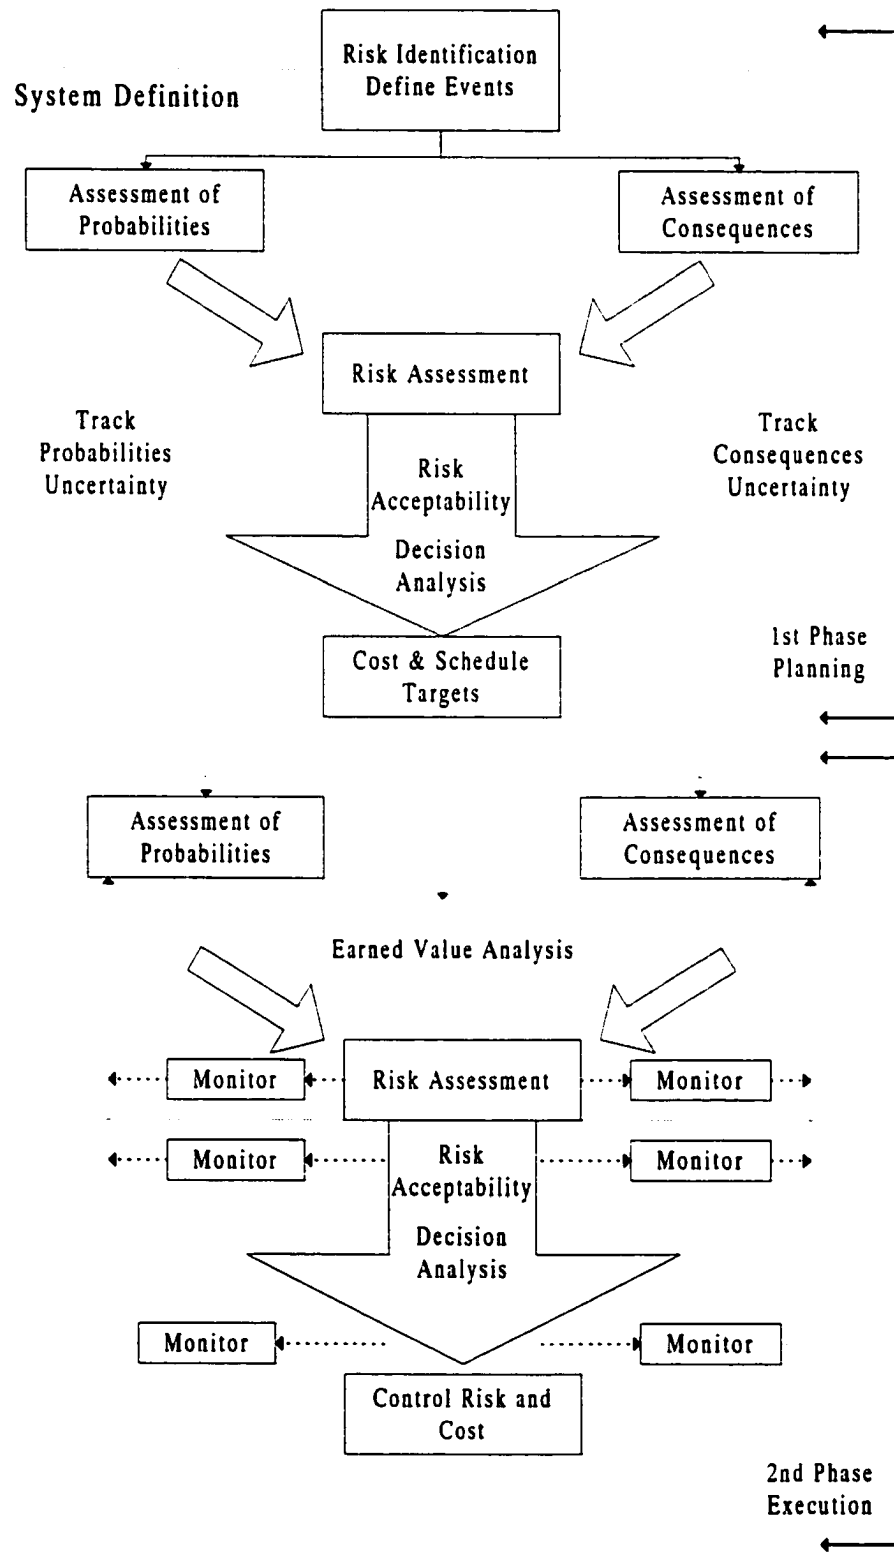 Risk Identification
Define Events
System Definition
Assessment of
Probabilities
Assessment of
Consequences
Risk Assessment
Track
Probabilities
Uncertainty
Track
Consequences
Uncertainty
Risk
Acceptability
Decision
Analysis
1st Phase
Planning
Cost & Schedule
Targets
Assessment of
Probabilities
Assessment of
Consequences
Earned Value Analysis
Monitor
Risk Assessment
Monitor
Monitor
Risk
Acceptability
Monitor
Decision
Analysis
Monitor
Monitor
Control Risk and
Cost
2nd Phase
Execution